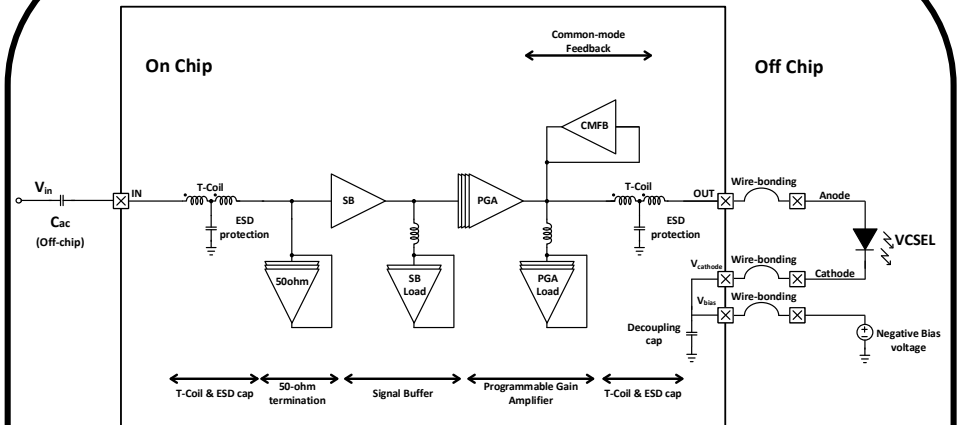 Common-mode
Feedback
On Chip
Off Chip
CMFB
Vin
Cac
(Off-chip)
IN
T-Coil
ESD
protection
SB
PGA
T-Coil
ESD
protection
OUT
Wire-bonding
Anode
VCSEL
Vcathode
Wire-bonding
Cathode
Vbias
Wire-bonding
50ohm
SB
Load
PGA
Load
Decoupling
cap
Negative Bias
voltage
T-Coil & ESD cap
50-ohm
termination
Signal Buffer
Programmable Gain
Amplifier
T-Coil & ESD cap